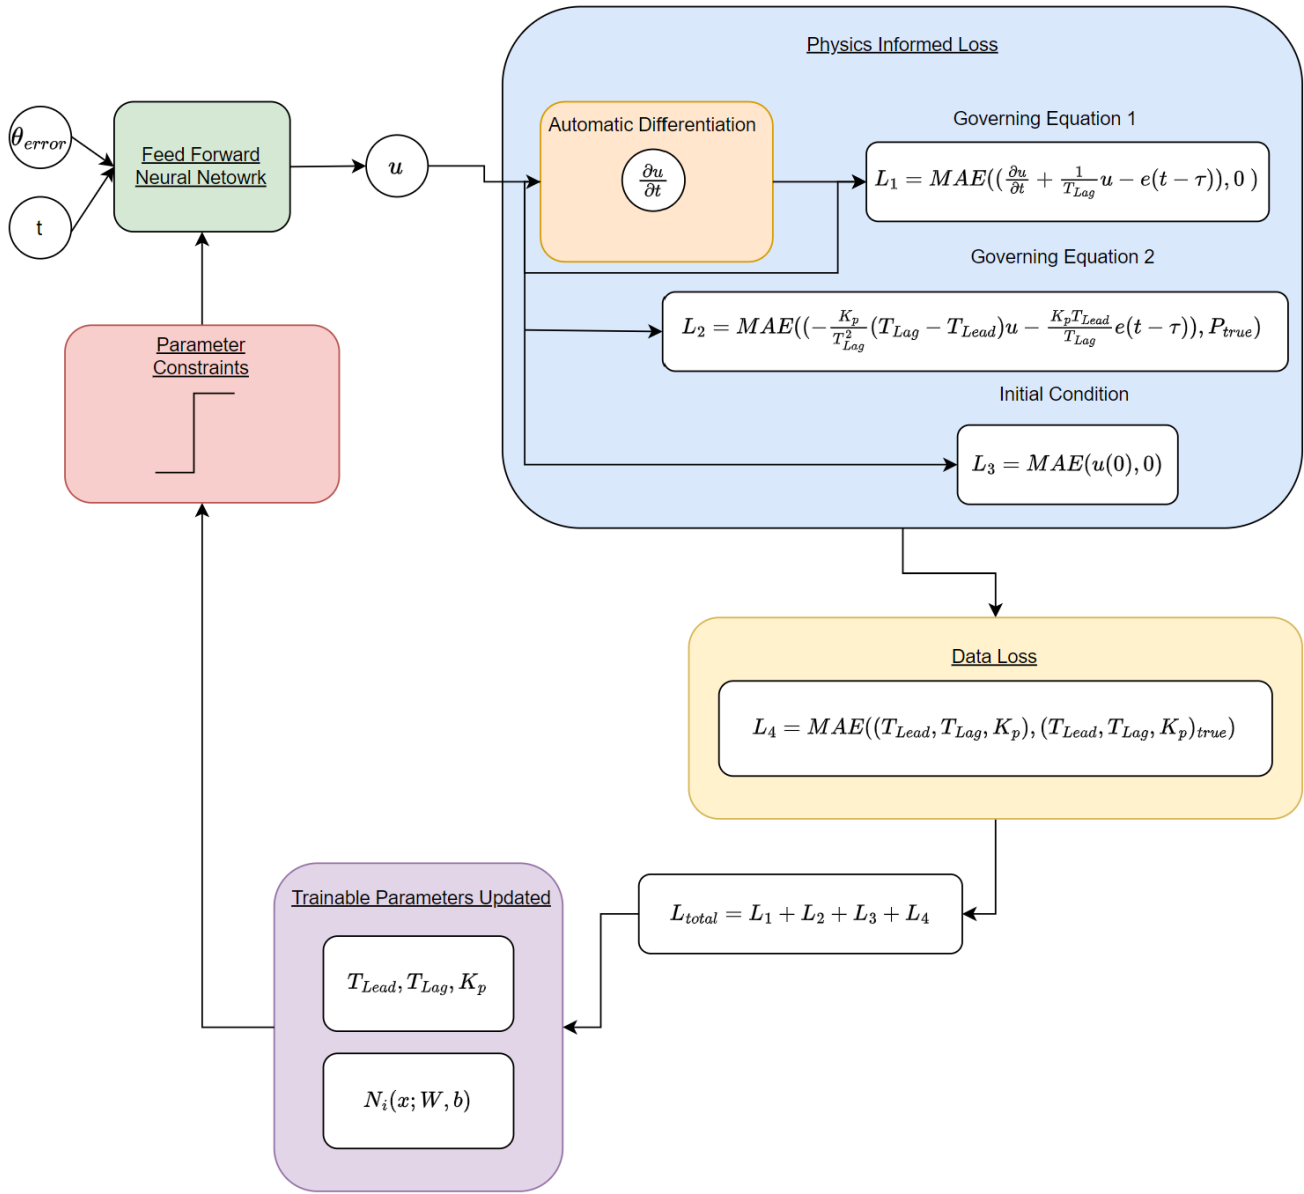 Physics Informed Loss
θ_error
t
Feed Forward
Neural Netowrk
u
Automatic Differentiation
∂u/∂t
Governing Equation 1
L_1 = MAE((∂u/∂t + 1/T_Lag u − e(t − τ)), 0 )
Governing Equation 2
L_2 = MAE((−K_p/T_Lag^2 (T_Lag − T_Lead)u − K_pT_Lead/T_Lag e(t − τ)), P_true)
Initial Condition
L_3 = MAE(u(0), 0)
Parameter
Constraints
Data Loss
L_4 = MAE((T_Lead, T_Lag, K_p), (T_Lead, T_Lag, K_p)_true)
L_total = L_1 + L_2 + L_3 + L_4
Trainable Parameters Updated
T_Lead, T_Lag, K_p
N_i(x; W, b)